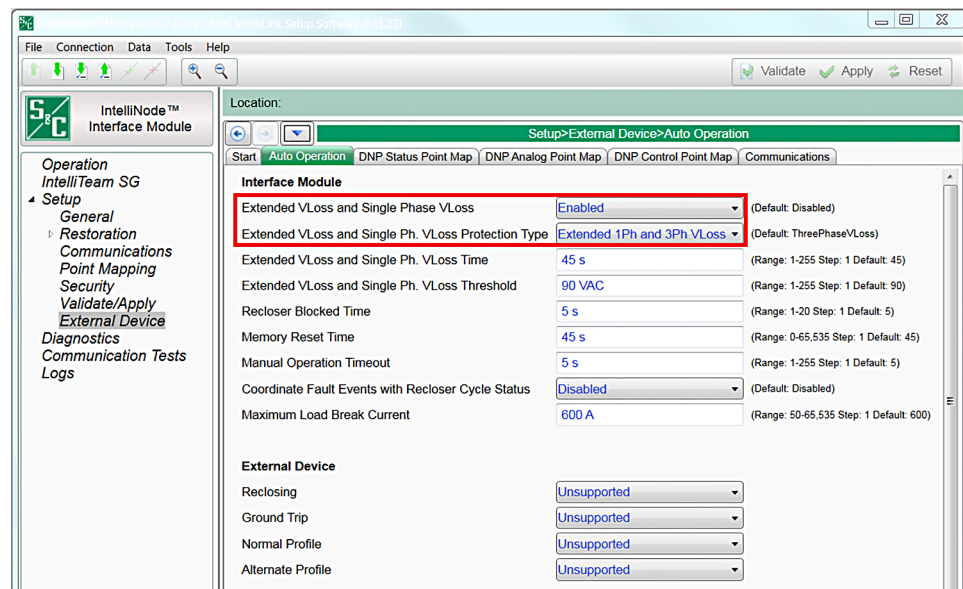 S&C IntelliLink Setup Software [611.23]
File Connection Data Tools Help
Validate Apply Reset
S&C
IntelliNode™
Interface Module
Location:
Setup>External Device>Auto Operation
Start Auto Operation DNP Status Point Map DNP Analog Point Map DNP Control Point Map Communications
Operation
IntelliTeam SG
Setup
General
Restoration
Communications
Point Mapping
Security
Validate/Apply
External Device
Diagnostics
Communication Tests
Logs
Interface Module
Extended VLoss and Single Phase VLoss Enabled (Default: Disabled)
Extended VLoss and Single Ph. VLoss Protection Type Extended 1Ph and 3Ph VLoss (Default: ThreePhaseVLoss)
Extended VLoss and Single Ph. VLoss Time 45 s (Range: 1-255 Step: 1 Default: 45)
Extended VLoss and Single Ph. VLoss Threshold 90 VAC (Range: 1-255 Step: 1 Default: 90)
Recloser Blocked Time 5 s (Range: 1-20 Step: 1 Default: 5)
Memory Reset Time 45 s (Range: 0-65,535 Step: 1 Default: 45)
Manual Operation Timeout 5 s (Range: 1-255 Step: 1 Default: 5)
Coordinate Fault Events with Recloser Cycle Status Disabled (Default: Disabled)
Maximum Load Break Current 600 A (Range: 50-65,535 Step: 1 Default: 600)
External Device
Reclosing Unsupported
Ground Trip Unsupported
Normal Profile Unsupported
Alternate Profile Unsupported